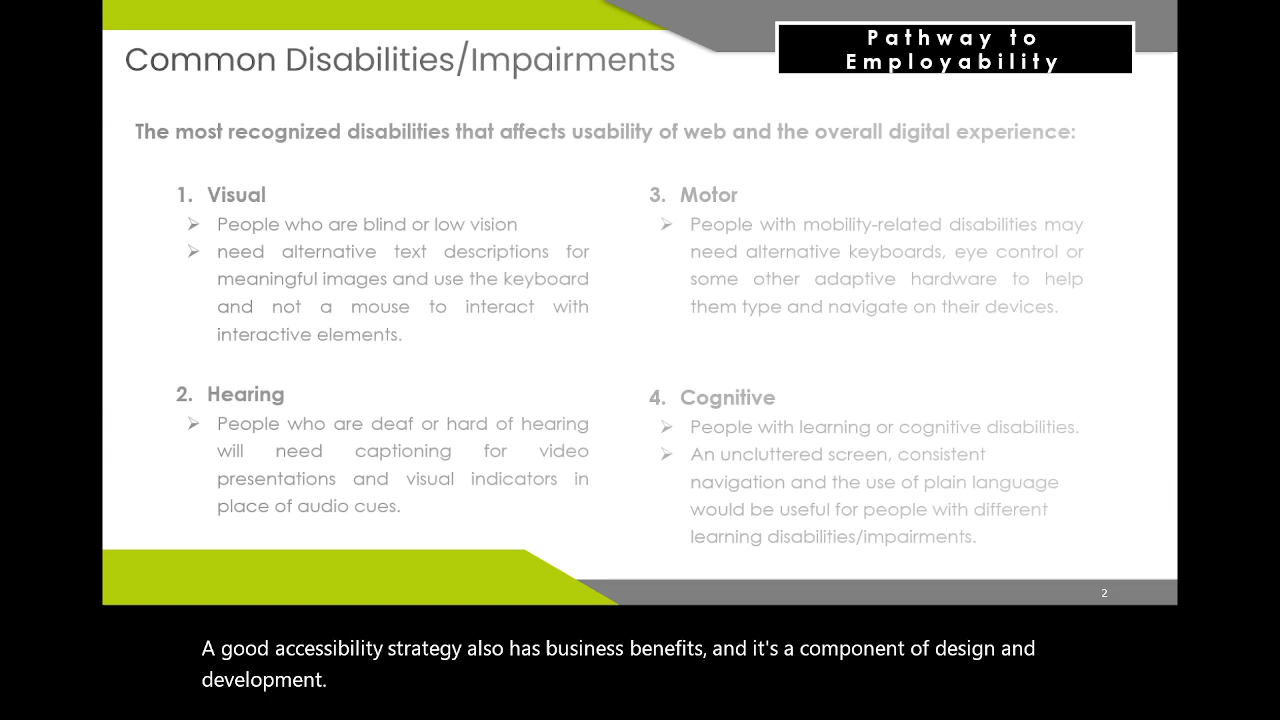 Pathway to
Employability
Common Disabilities/Impairments
The most recognized disabilities that affects usability of web and the overall digital experience:
1. Visual
➢ People who are blind or low vision
➢ need alternative text descriptions for
meaningful images and use the keyboard
and not a mouse to interact with
interactive elements.
2. Hearing
➢ People who are deaf or hard of hearing
will need captioning for video
presentations and visual indicators in
place of audio cues.
3. Motor
➢ People with mobility-related disabilities may
need alternative keyboards, eye control or
some other adaptive hardware to help
them type and navigate on their devices.
4. Cognitive
➢ People with learning or cognitive disabilities.
➢ An uncluttered screen, consistent
navigation and the use of plain language
would be useful for people with different
learning disabilities/impairments.
2
A good accessibility strategy also has business benefits, and it's a component of design and
development.